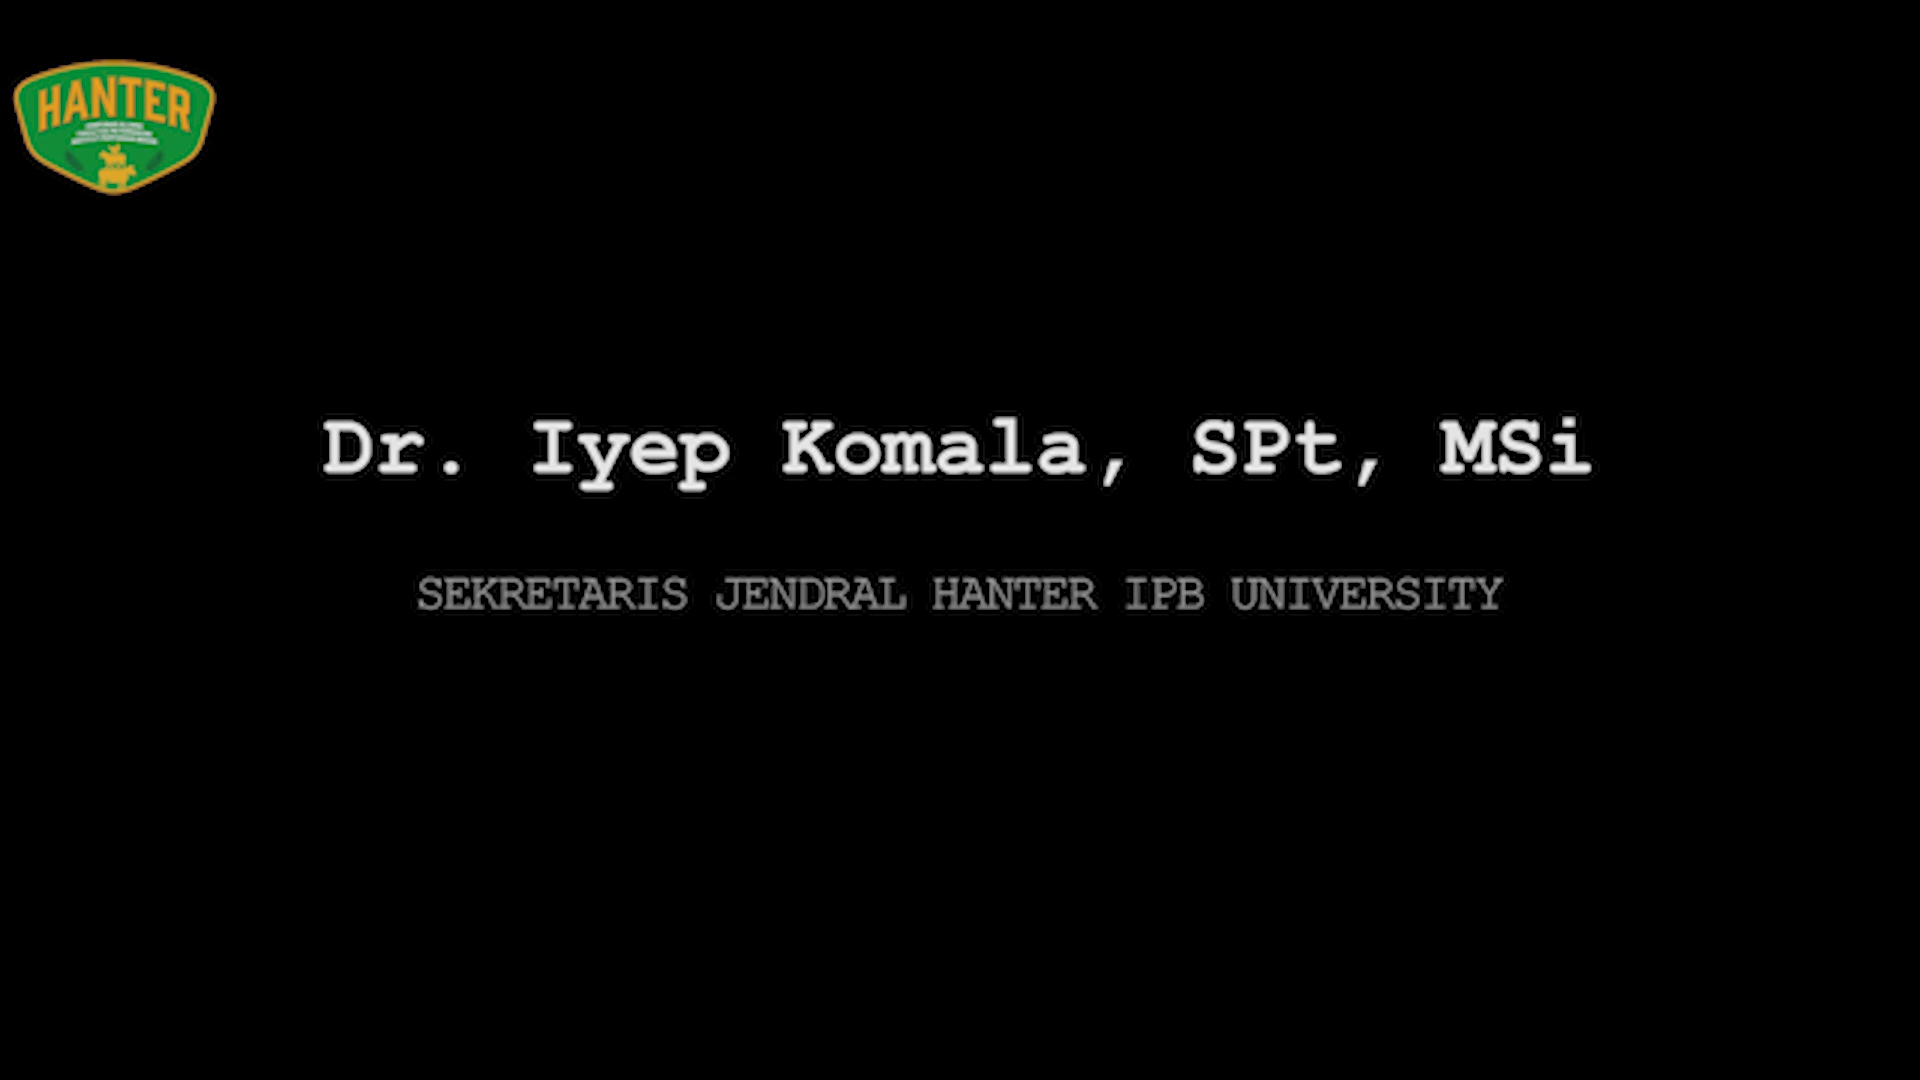 HANTER
Dr. Iyep Komala, SPt, MSi
SEKRETARIS JENDRAL HANTER IPB UNIVERSITY